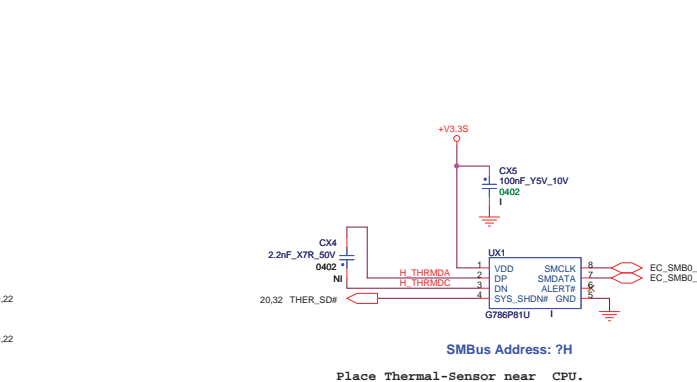 +V3.3S
CX5
100nF_Y5V_10V
0402
I
CX4
2.2nF_X7R_50V
0402
NI
UX1
H_THRMDA
H_THRMDC
1 VDD SMCLK 8
2 DP SMDATA 7
3 DN ALERT# 6
4 SYS_SHDN# GND 5
EC_SMB0_
EC_SMB0_
,22
20,32 THER_SD#
G786P81U
I
0,22
SMBus Address: ?H
Place Thermal-Sensor near CPU.